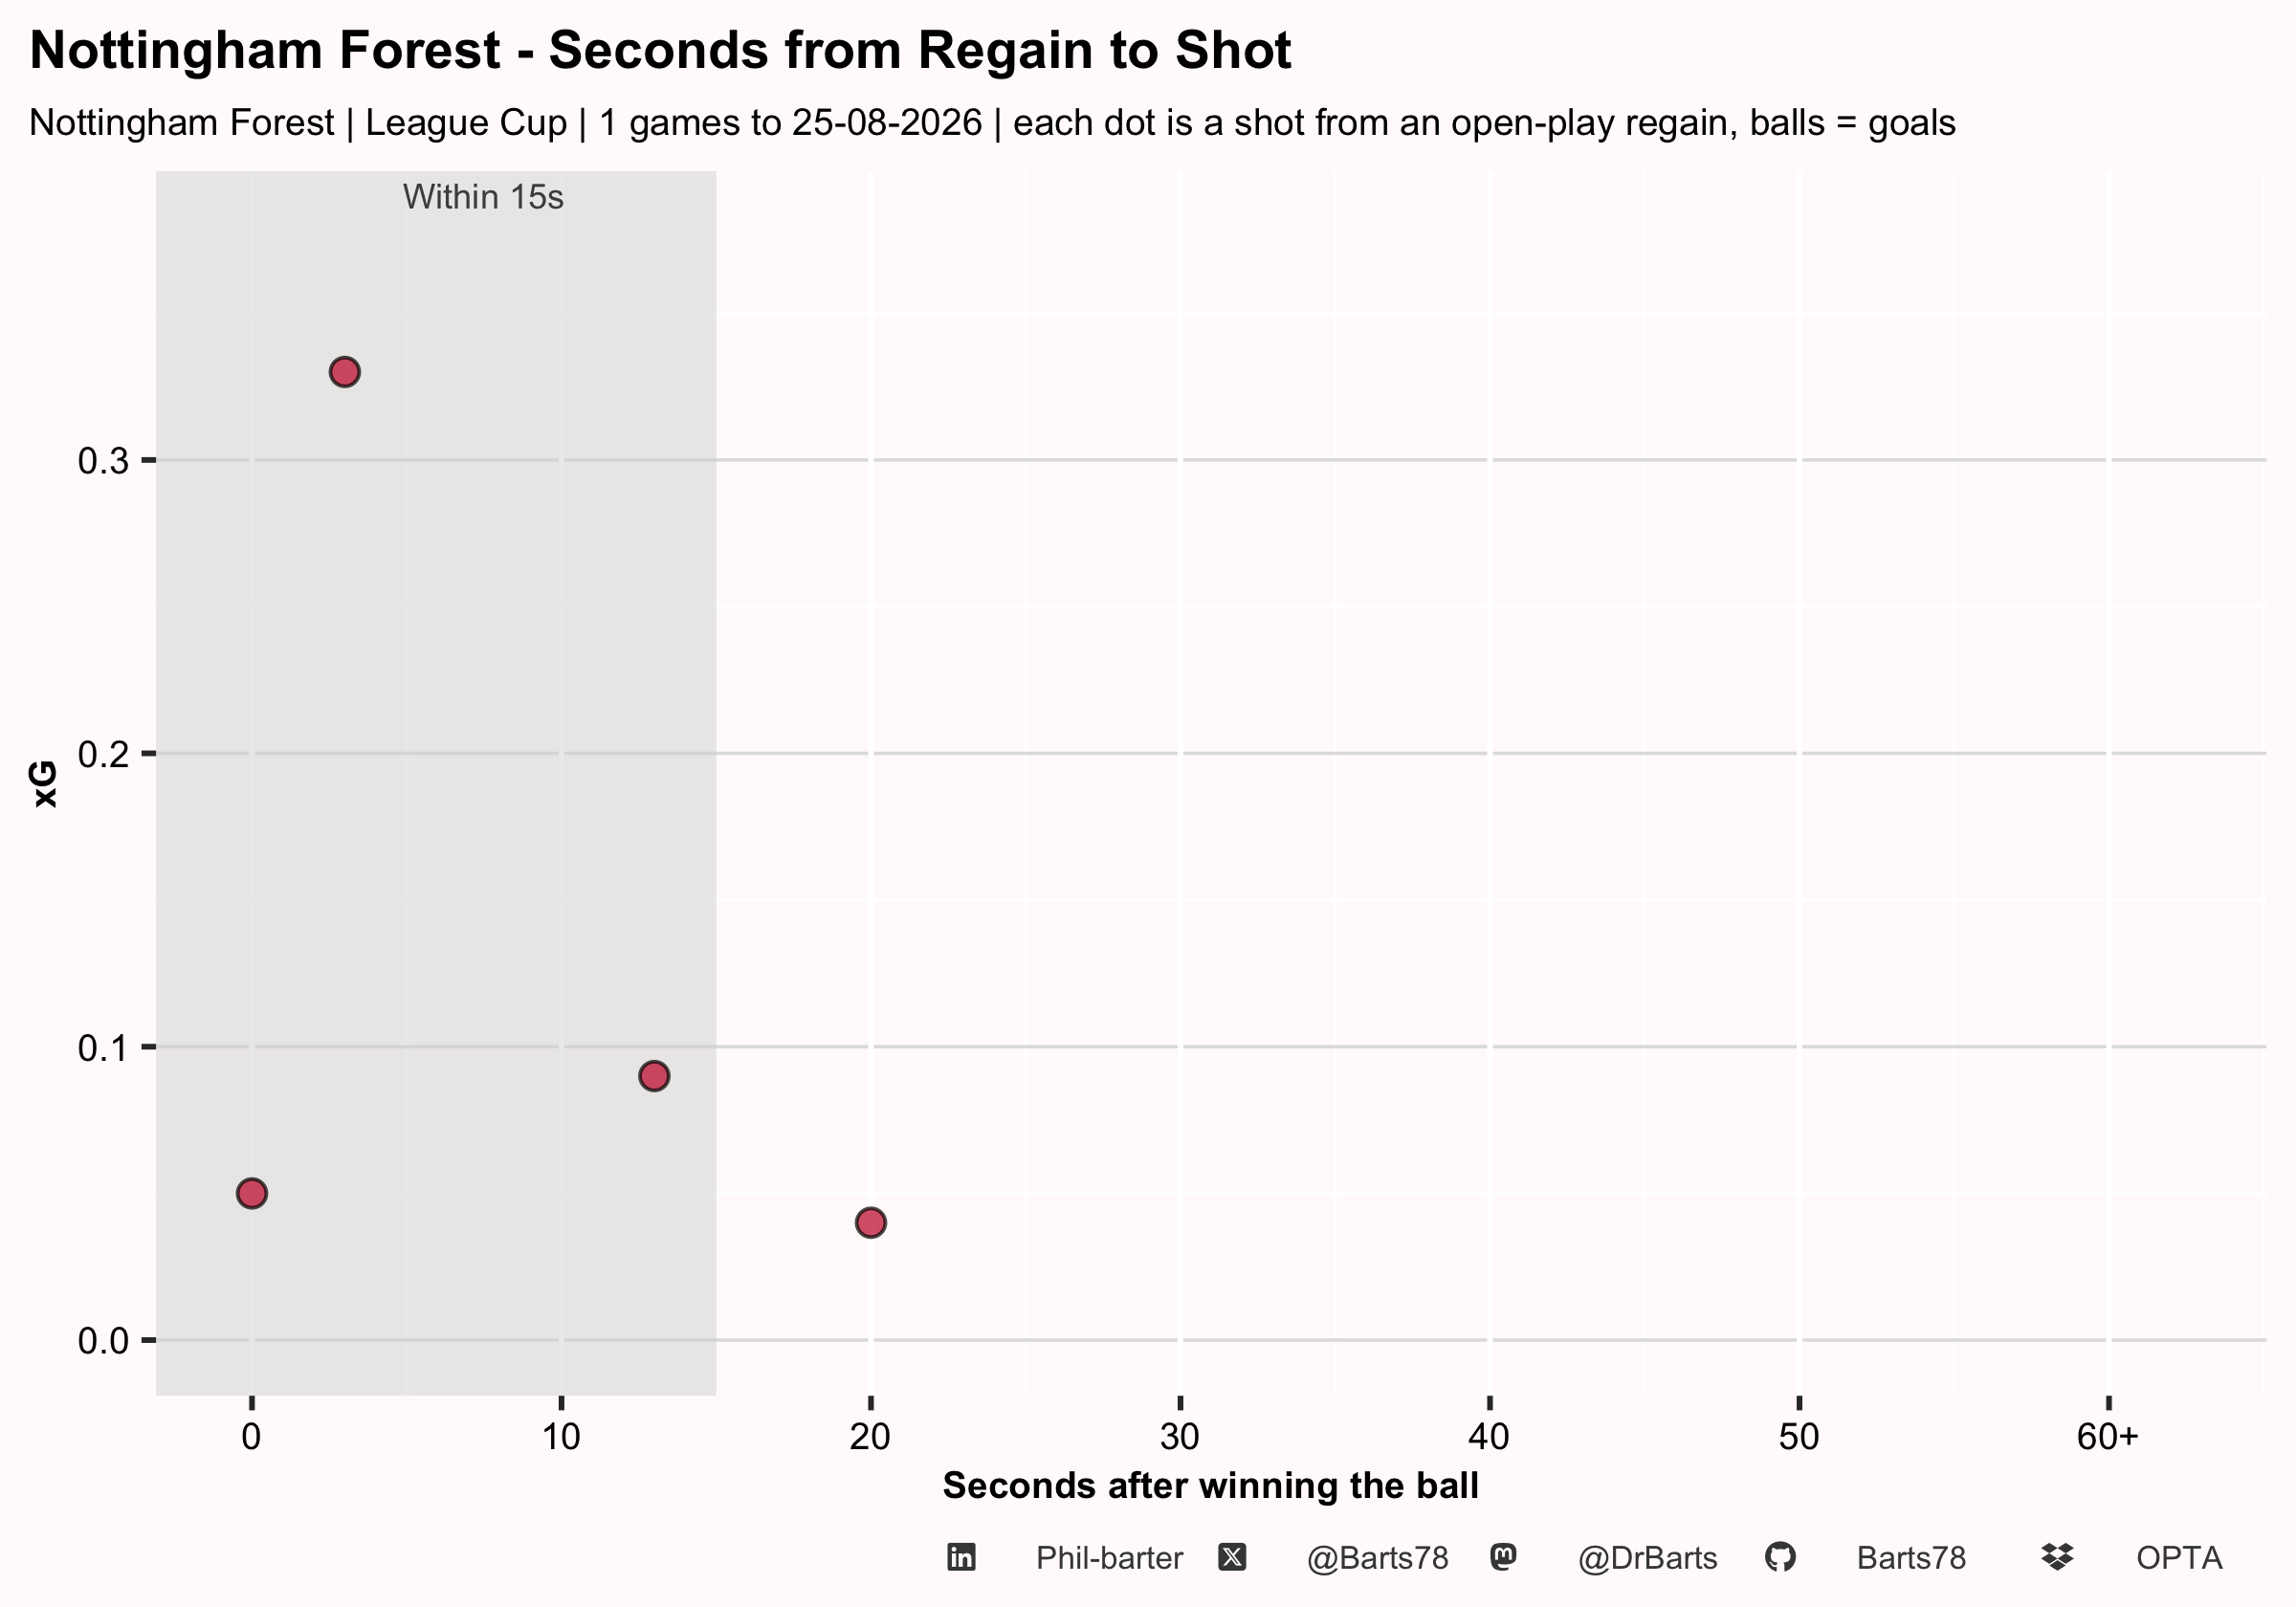 Nottingham Forest - Seconds from Regain to Shot
Nottingham Forest | League Cup | 1 games to 25-08-2026 | each dot is a shot from an open-play regain, balls = goals
Within 15s
0.3
0.2
0.1
0.0
xG
0 10 20 30 40 50 60+
Seconds after winning the ball
Phil-barter @Barts78 @DrBarts Barts78 OPTA